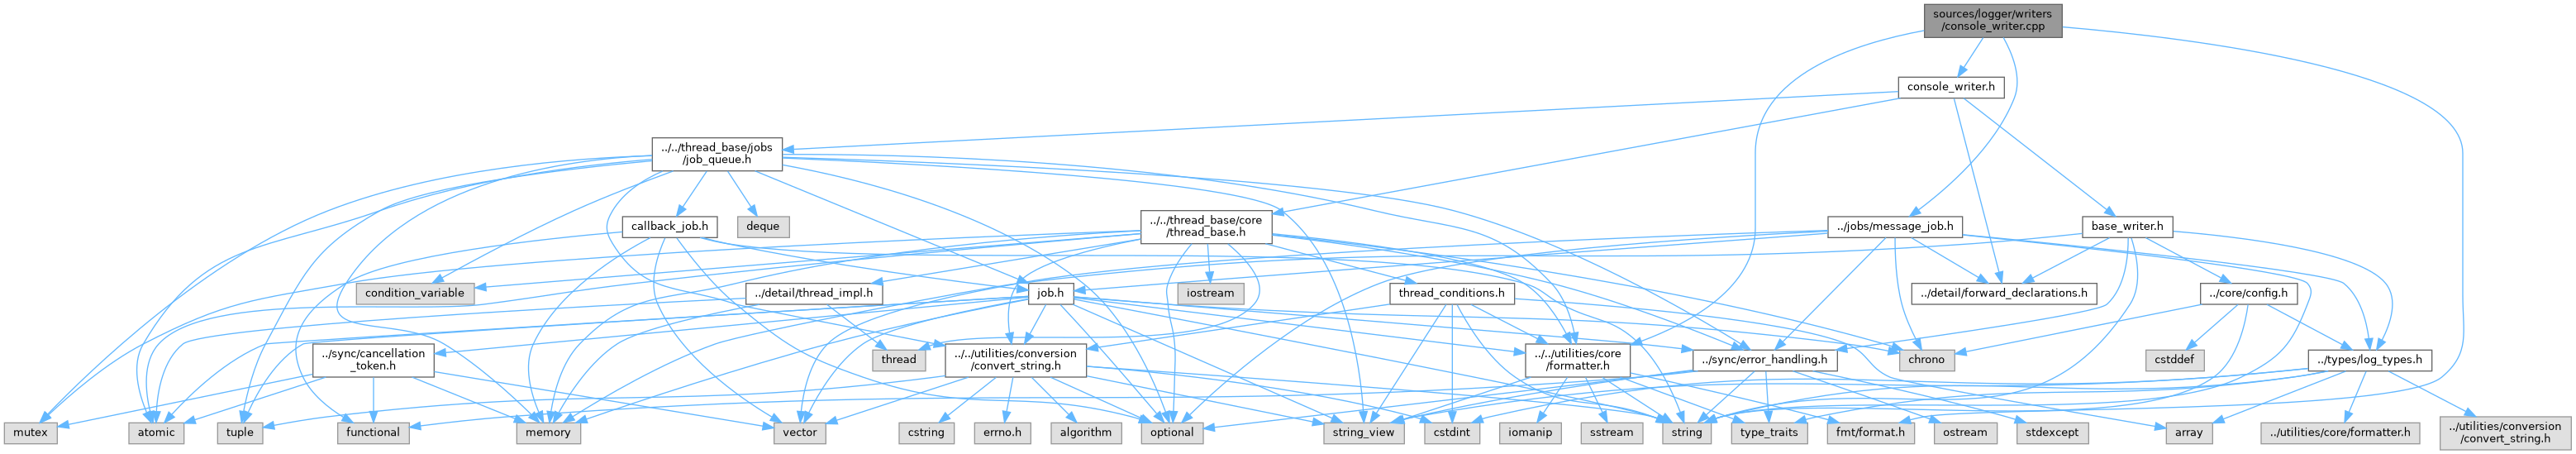 sources/logger/writers
/console_writer.cpp
console_writer.h
../../thread_base/jobs
/job_queue.h
callback_job.h
deque
../../thread_base/core
/thread_base.h
../jobs/message_job.h
base_writer.h
condition_variable
../detail/thread_impl.h
job.h
iostream
thread_conditions.h
../detail/forward_declarations.h
../core/config.h
../sync/cancellation
_token.h
thread
../../utilities/conversion
/convert_string.h
../../utilities/core
/formatter.h
../sync/error_handling.h
chrono
cstddef
../types/log_types.h
mutex
atomic
tuple
functional
memory
vector
cstring
errno.h
algorithm
optional
string_view
cstdint
iomanip
sstream
string
type_traits
fmt/format.h
ostream
stdexcept
array
../utilities/core/formatter.h
../utilities/conversion
/convert_string.h